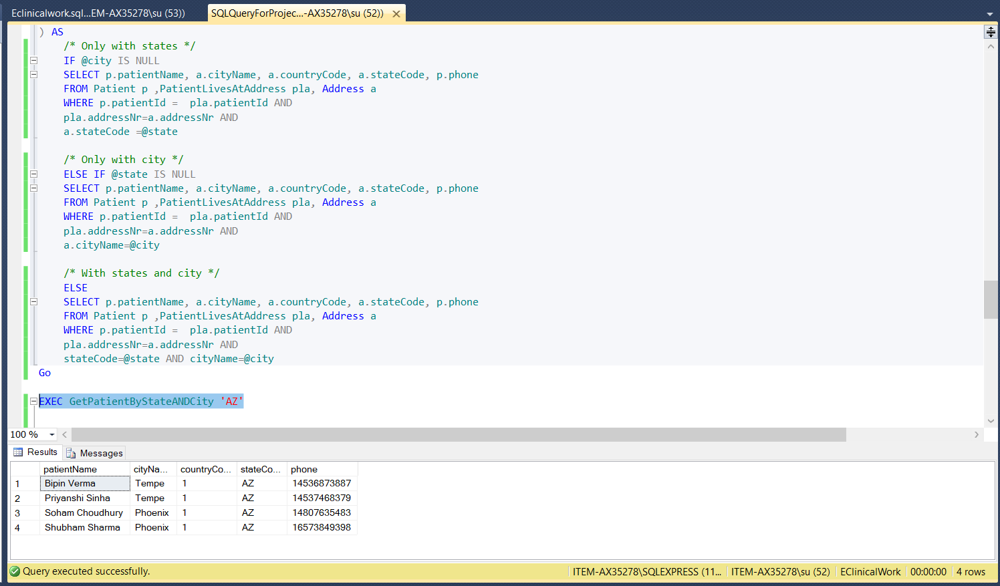 Eclinicalwork.sql...EM-AX35278\su (53))
SQLQueryForProjec...-AX35278\su (52))
) AS
/* Only with states */
IF @city IS NULL
SELECT p.patientName, a.cityName, a.countryCode, a.stateCode, p.phone
FROM Patient p ,PatientLivesAtAddress pla, Address a
WHERE p.patientId =  pla.patientId AND
pla.addressNr=a.addressNr AND
a.stateCode =@state
/* Only with city */
ELSE IF @state IS NULL
SELECT p.patientName, a.cityName, a.countryCode, a.stateCode, p.phone
FROM Patient p ,PatientLivesAtAddress pla, Address a
WHERE p.patientId =  pla.patientId AND
pla.addressNr=a.addressNr AND
a.cityName=@city
/* With states and city */
ELSE
SELECT p.patientName, a.cityName, a.countryCode, a.stateCode, p.phone
FROM Patient p ,PatientLivesAtAddress pla, Address a
WHERE p.patientId =  pla.patientId AND
pla.addressNr=a.addressNr AND
stateCode=@state AND cityName=@city
Go
EXEC GetPatientByStateANDCity 'AZ'
100 %
Results Messages
patientName cityNa... countryCo... stateCo... phone
1 Bipin Verma Tempe 1 AZ 14536873887
2 Priyanshi Sinha Tempe 1 AZ 14537468379
3 Soham Choudhury Phoenix 1 AZ 14807635483
4 Shubham Sharma Phoenix 1 AZ 16573849398
Query executed successfully. ITEM-AX35278\SQLEXPRESS (11... ITEM-AX35278\su (52) EClinicalWork 00:00:00 4 rows